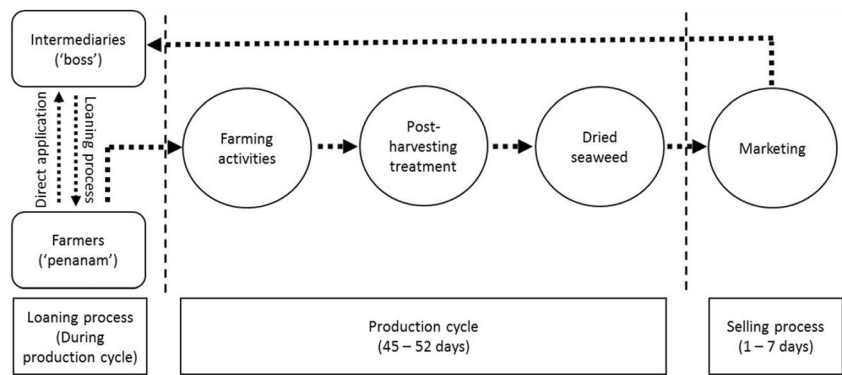 Intermediaries
('boss')
Direct application
Loaning process
Farmers
('penanam')
Farming
activities
Post-
harvesting
treatment
Dried
seaweed
Marketing
Loaning process
(During
production cycle)
Production cycle
(45 – 52 days)
Selling process
(1 – 7 days)